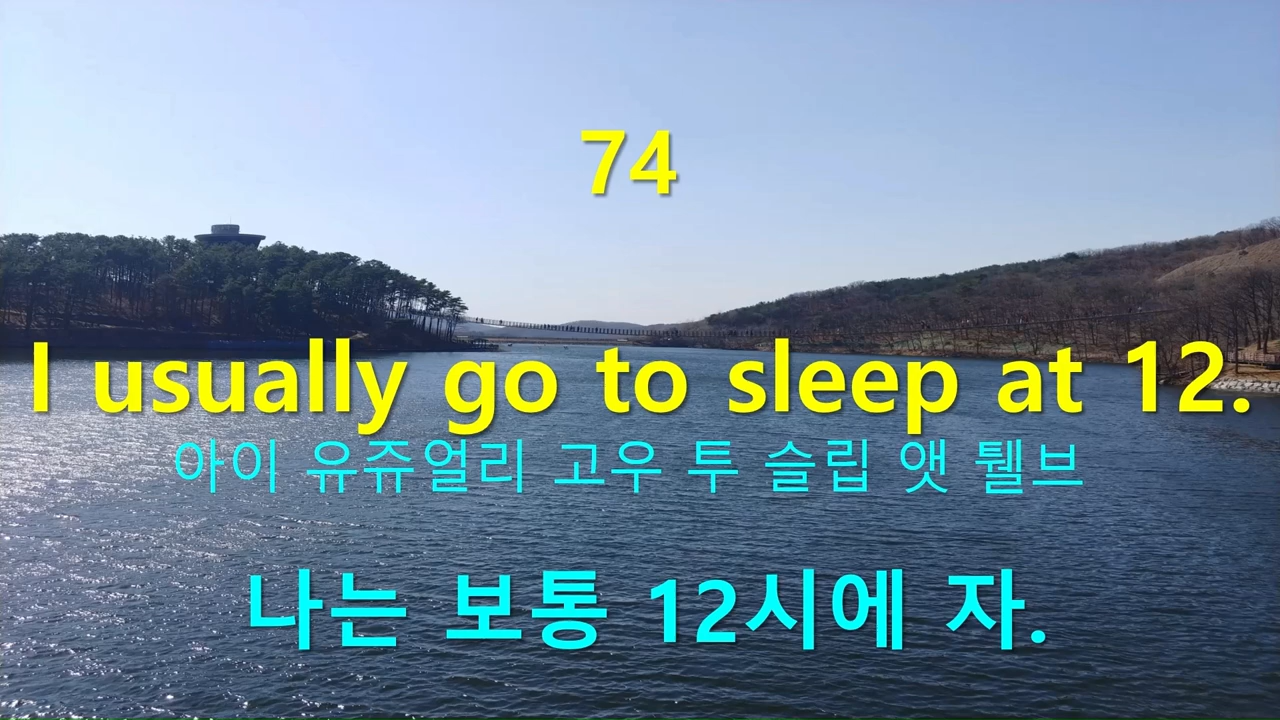 74
I usually go to sleep at 12.
아이 유쥬얼리 고우 투 슬립 앳 퉬브
나는 보통 12시에 자.